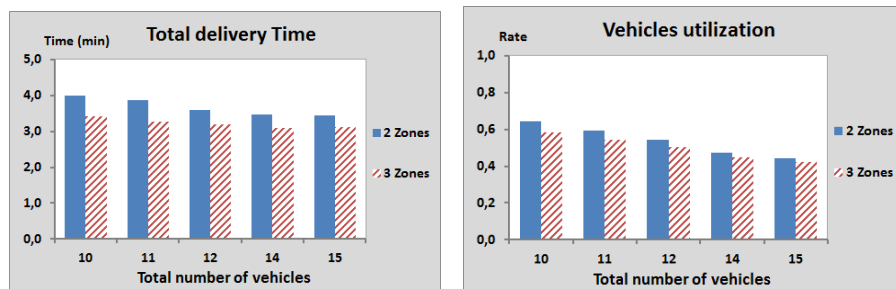 Total delivery Time
Time (min)
5,0
4,0
3,0
2,0
1,0
0,0
10 11 12 14 15
Total number of vehicles
2 Zones
3 Zones
Vehicles utilization
Rate
1,0
0,8
0,6
0,4
0,2
0,0
10 11 12 14 15
Total number of vehicles
2 Zones
3 Zones